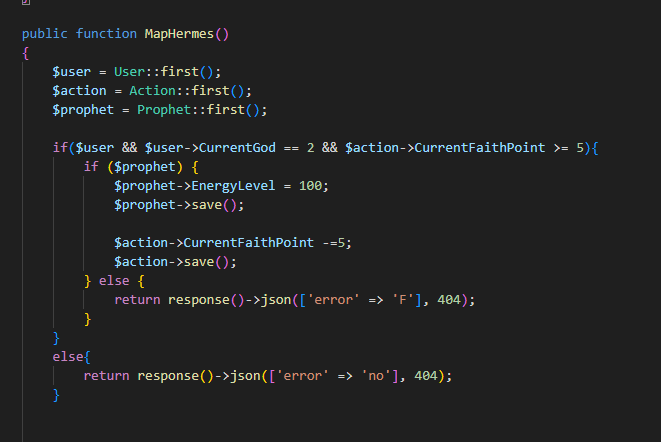 }
public function MapHermes()
{
    $user = User::first();
    $action = Action::first();
    $prophet = Prophet::first();

    if($user && $user->CurrentGod == 2 && $action->CurrentFaithPoint >= 5){
        if ($prophet) {
            $prophet->EnergyLevel = 100;
            $prophet->save();

            $action->CurrentFaithPoint -=5;
            $action->save();
        } else {
            return response()->json(['error' => 'F'], 404);
        }
    }
    else{
        return response()->json(['error' => 'no'], 404);
    }